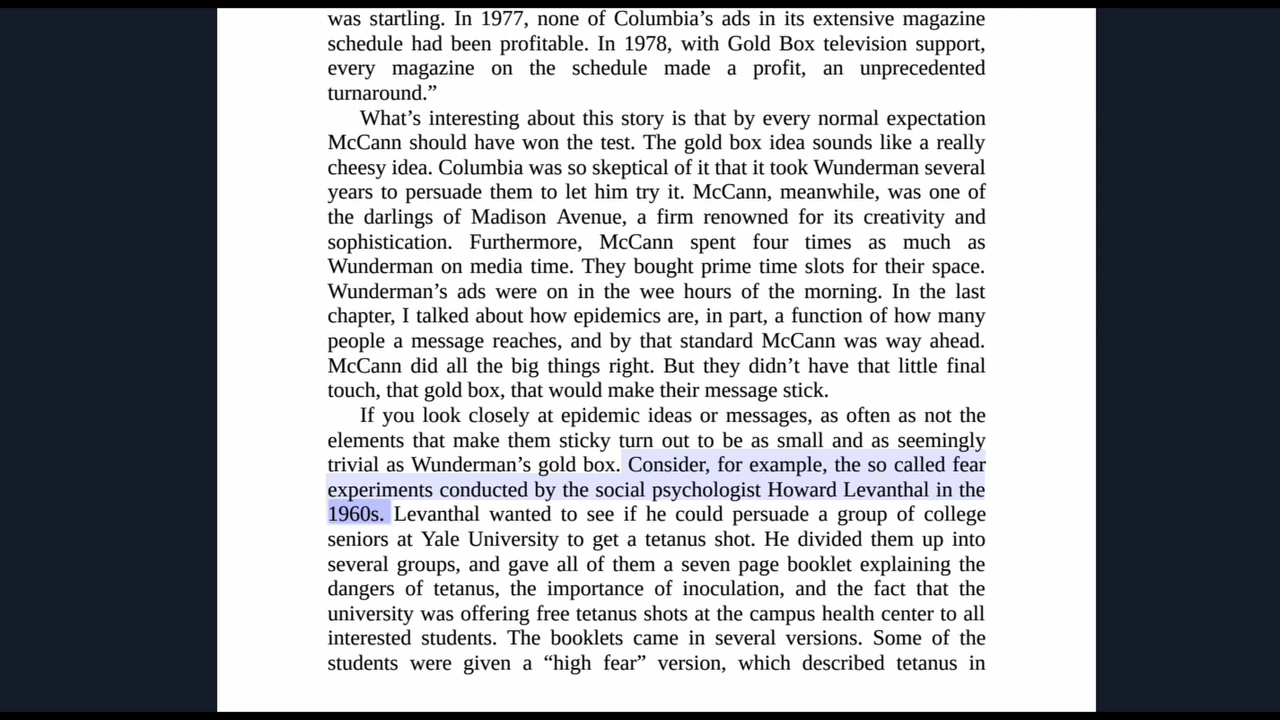 was startling. In 1977, none of Columbia’s ads in its extensive magazine
schedule had been profitable. In 1978, with Gold Box television support,
every magazine on the schedule made a profit, an unprecedented
turnaround.”
What’s interesting about this story is that by every normal expectation
McCann should have won the test. The gold box idea sounds like a really
cheesy idea. Columbia was so skeptical of it that it took Wunderman several
years to persuade them to let him try it. McCann, meanwhile, was one of
the darlings of Madison Avenue, a firm renowned for its creativity and
sophistication. Furthermore, McCann spent four times as much as
Wunderman on media time. They bought prime time slots for their space.
Wunderman’s ads were on in the wee hours of the morning. In the last
chapter, I talked about how epidemics are, in part, a function of how many
people a message reaches, and by that standard McCann was way ahead.
McCann did all the big things right. But they didn’t have that little final
touch, that gold box, that would make their message stick.
If you look closely at epidemic ideas or messages, as often as not the
elements that make them sticky turn out to be as small and as seemingly
trivial as Wunderman’s gold box. Consider, for example, the so called fear
experiments conducted by the social psychologist Howard Levanthal in the
1960s. Levanthal wanted to see if he could persuade a group of college
seniors at Yale University to get a tetanus shot. He divided them up into
several groups, and gave all of them a seven page booklet explaining the
dangers of tetanus, the importance of inoculation, and the fact that the
university was offering free tetanus shots at the campus health center to all
interested students. The booklets came in several versions. Some of the
students were given a “high fear” version, which described tetanus in